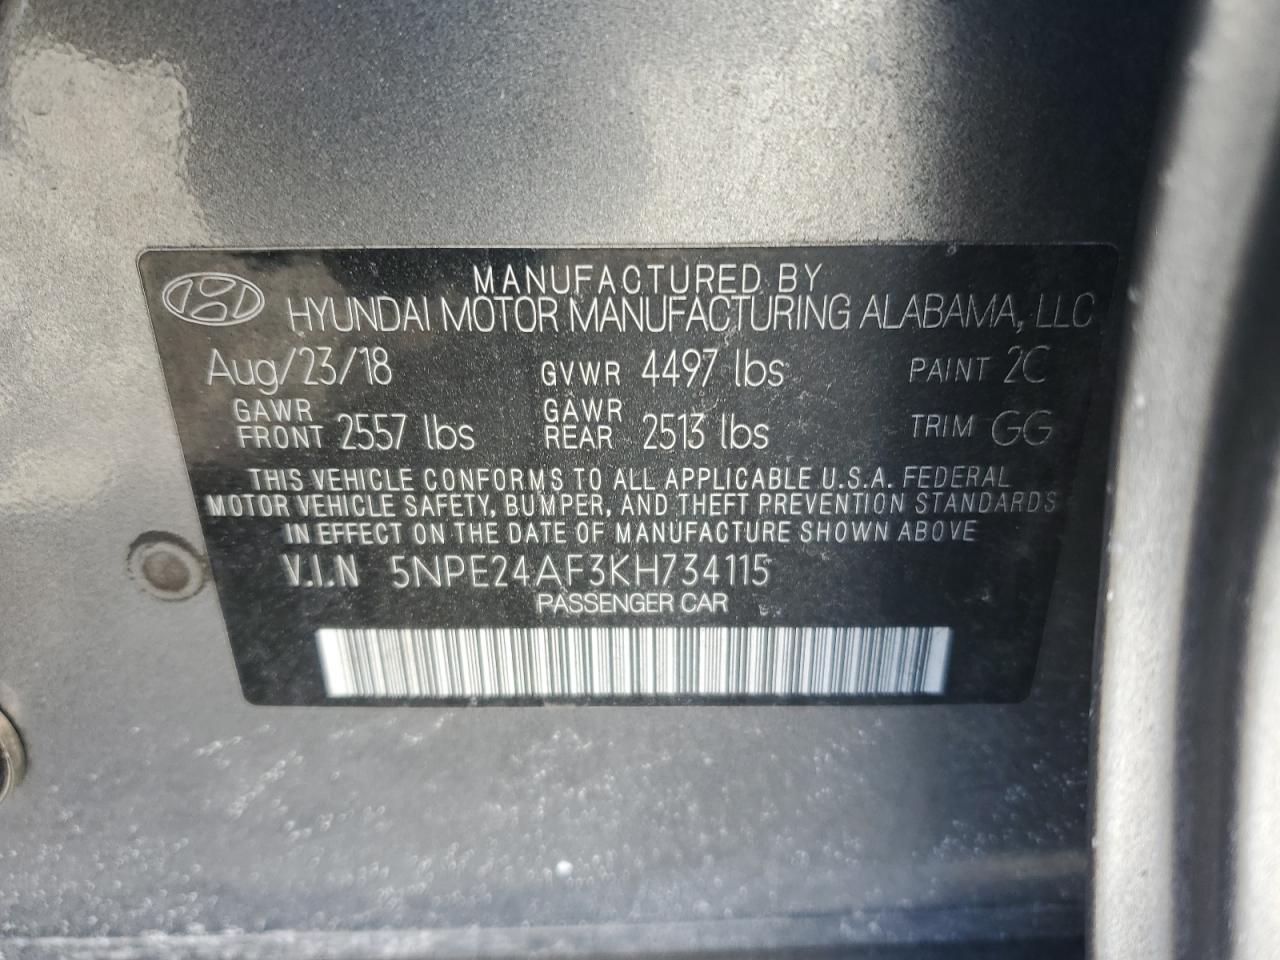 MANUFACTURED BY
HYUNDAI MOTOR MANUFACTURING ALABAMA, LLC
Aug/23/18 GVWR 4497 lbs PAINT 2C
GAWR FRONT 2557 lbs GAWR REAR 2513 lbs TRIM GG
THIS VEHICLE CONFORMS TO ALL APPLICABLE U.S.A. FEDERAL
MOTOR VEHICLE SAFETY, BUMPER, AND THEFT PREVENTION STANDARDS
IN EFFECT ON THE DATE OF MANUFACTURE SHOWN ABOVE
V.I.N 5NPE24AF3KH734115
PASSENGER CAR